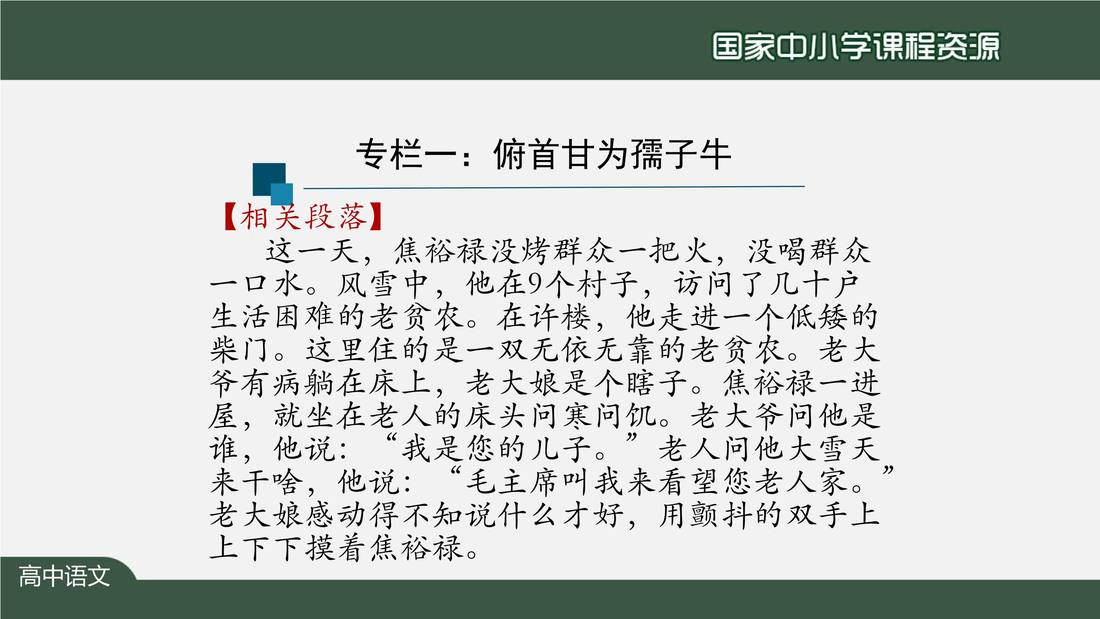 国家中小学课程资源
专栏一：俯首甘为孺子牛
【相关段落】
这一天，焦裕禄没烤群众一把火，没喝群众
一口水。风雪中，他在9个村子，访问了几十户
生活困难的老贫农。在许楼，他走进一个低矮的
柴门。这里住的是一双无依无靠的老贫农。老大
爷有病躺在床上，老大娘是个瞎子。焦裕禄一进
屋，就坐在老人的床头问寒问饥。老大爷问他是
谁，他说：“我是您的儿子。”老人问他大雪天
来干啥，他说：“毛主席叫我来看望您老人家。”
老大娘感动得不知说什么才好，用颤抖的双手上
上下下摸着焦裕禄。
高中语文